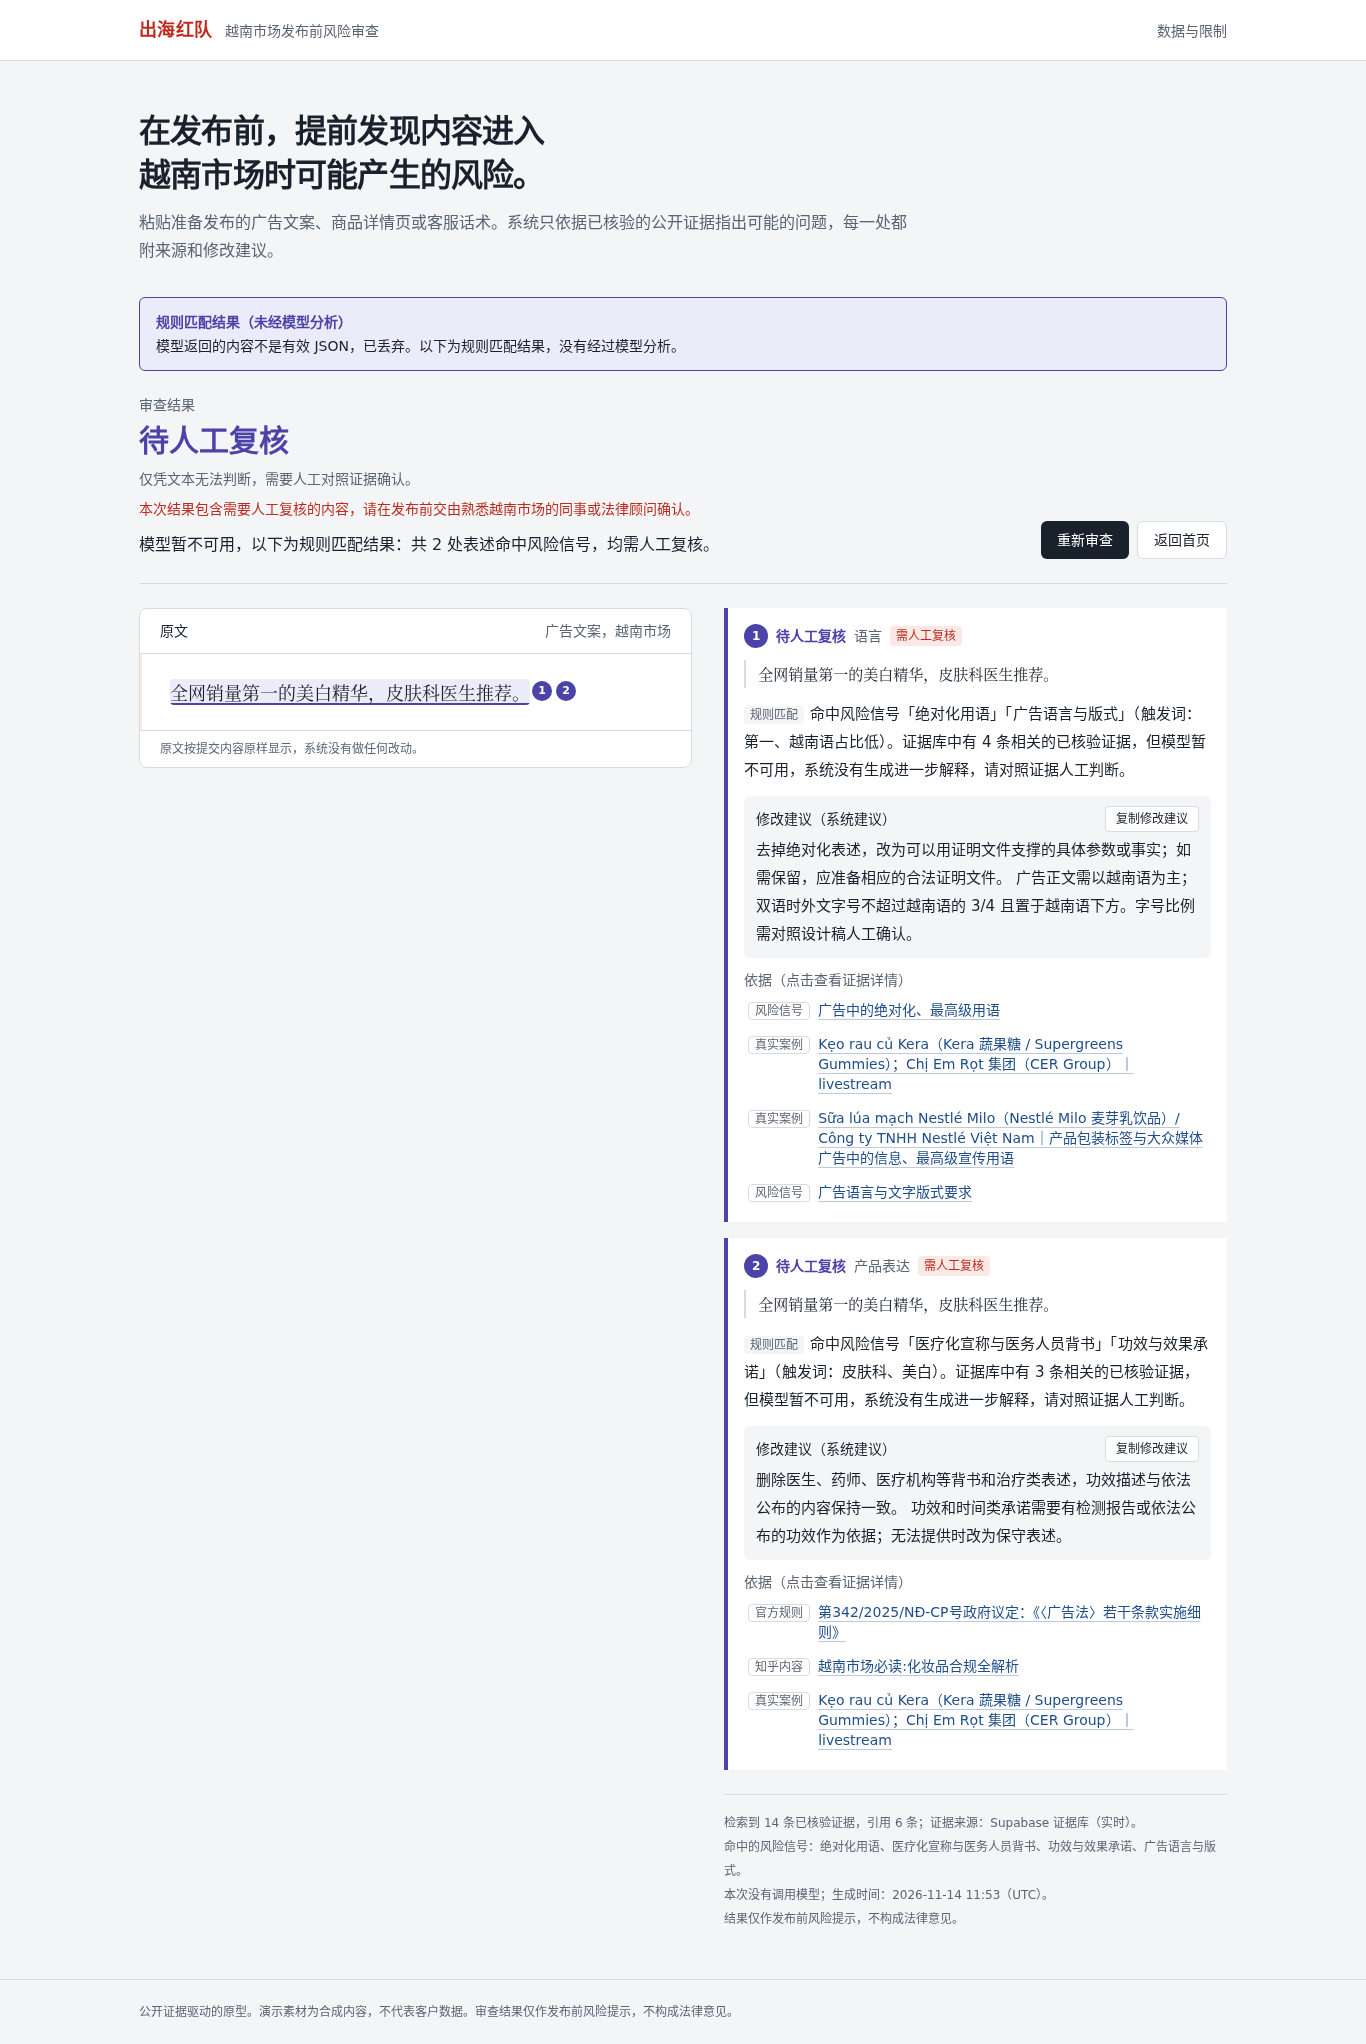 出海红队 越南市场发布前风险审查 数据与限制
在发布前，提前发现内容进入
越南市场时可能产生的风险。
粘贴准备发布的广告文案、商品详情页或客服话术。系统只依据已核验的公开证据指出可能的问题，每一处都
附来源和修改建议。
规则匹配结果（未经模型分析）
模型返回的内容不是有效 JSON，已丢弃。以下为规则匹配结果，没有经过模型分析。
审查结果
待人工复核
仅凭文本无法判断，需要人工对照证据确认。
本次结果包含需要人工复核的内容，请在发布前交由熟悉越南市场的同事或法律顾问确认。
模型暂不可用，以下为规则匹配结果：共 2 处表述命中风险信号，均需人工复核。
重新审查 返回首页
原文 广告文案，越南市场
全网销量第一的美白精华，皮肤科医生推荐。 1 2
原文按提交内容原样显示，系统没有做任何改动。
1 待人工复核 语言 需人工复核
全网销量第一的美白精华，皮肤科医生推荐。
规则匹配 命中风险信号「绝对化用语」「广告语言与版式」（触发词：
第一、越南语占比低）。证据库中有 4 条相关的已核验证据，但模型暂
不可用，系统没有生成进一步解释，请对照证据人工判断。
修改建议（系统建议） 复制修改建议
去掉绝对化表述，改为可以用证明文件支撑的具体参数或事实；如
需保留，应准备相应的合法证明文件。 广告正文需以越南语为主；
双语时外文字号不超过越南语的 3/4 且置于越南语下方。字号比例
需对照设计稿人工确认。
依据（点击查看证据详情）
风险信号 广告中的绝对化、最高级用语
真实案例 Kẹo rau củ Kera（Kera 蔬果糖 / Supergreens
Gummies）；Chị Em Rọt 集团（CER Group）｜
livestream
真实案例 Sữa lúa mạch Nestlé Milo（Nestlé Milo 麦芽乳饮品）/
Công ty TNHH Nestlé Việt Nam｜产品包装标签与大众媒体
广告中的信息、最高级宣传用语
风险信号 广告语言与文字版式要求
2 待人工复核 产品表达 需人工复核
全网销量第一的美白精华，皮肤科医生推荐。
规则匹配 命中风险信号「医疗化宣称与医务人员背书」「功效与效果承
诺」（触发词：皮肤科、美白）。证据库中有 3 条相关的已核验证据，
但模型暂不可用，系统没有生成进一步解释，请对照证据人工判断。
修改建议（系统建议） 复制修改建议
删除医生、药师、医疗机构等背书和治疗类表述，功效描述与依法
公布的内容保持一致。 功效和时间类承诺需要有检测报告或依法公
布的功效作为依据；无法提供时改为保守表述。
依据（点击查看证据详情）
官方规则 第342/2025/NĐ-CP号政府议定：《〈广告法〉若干条款实施细
则》
知乎内容 越南市场必读:化妆品合规全解析
真实案例 Kẹo rau củ Kera（Kera 蔬果糖 / Supergreens
Gummies）；Chị Em Rọt 集团（CER Group）｜
livestream
检索到 14 条已核验证据，引用 6 条；证据来源：Supabase 证据库（实时）。
命中的风险信号：绝对化用语、医疗化宣称与医务人员背书、功效与效果承诺、广告语言与版
式。
本次没有调用模型；生成时间：2026-11-14 11:53（UTC）。
结果仅作发布前风险提示，不构成法律意见。
公开证据驱动的原型。演示素材为合成内容，不代表客户数据。审查结果仅作发布前风险提示，不构成法律意见。